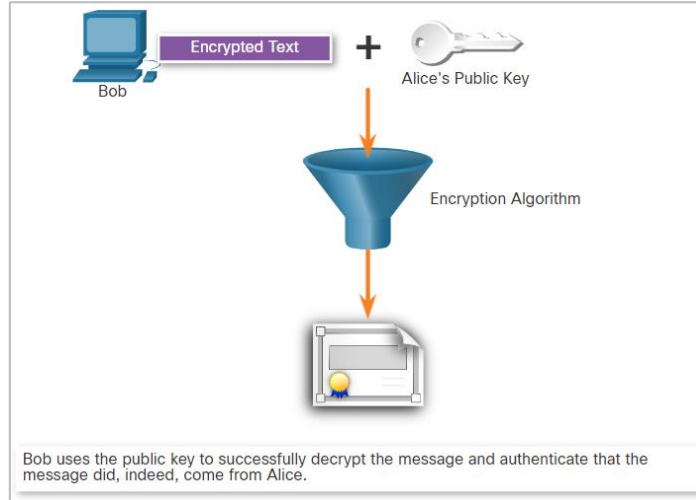 Encrypted Text
Bob
Alice's Public Key
Encryption Algorithm
Bob uses the public key to successfully decrypt the message and authenticate that the
message did, indeed, come from Alice.